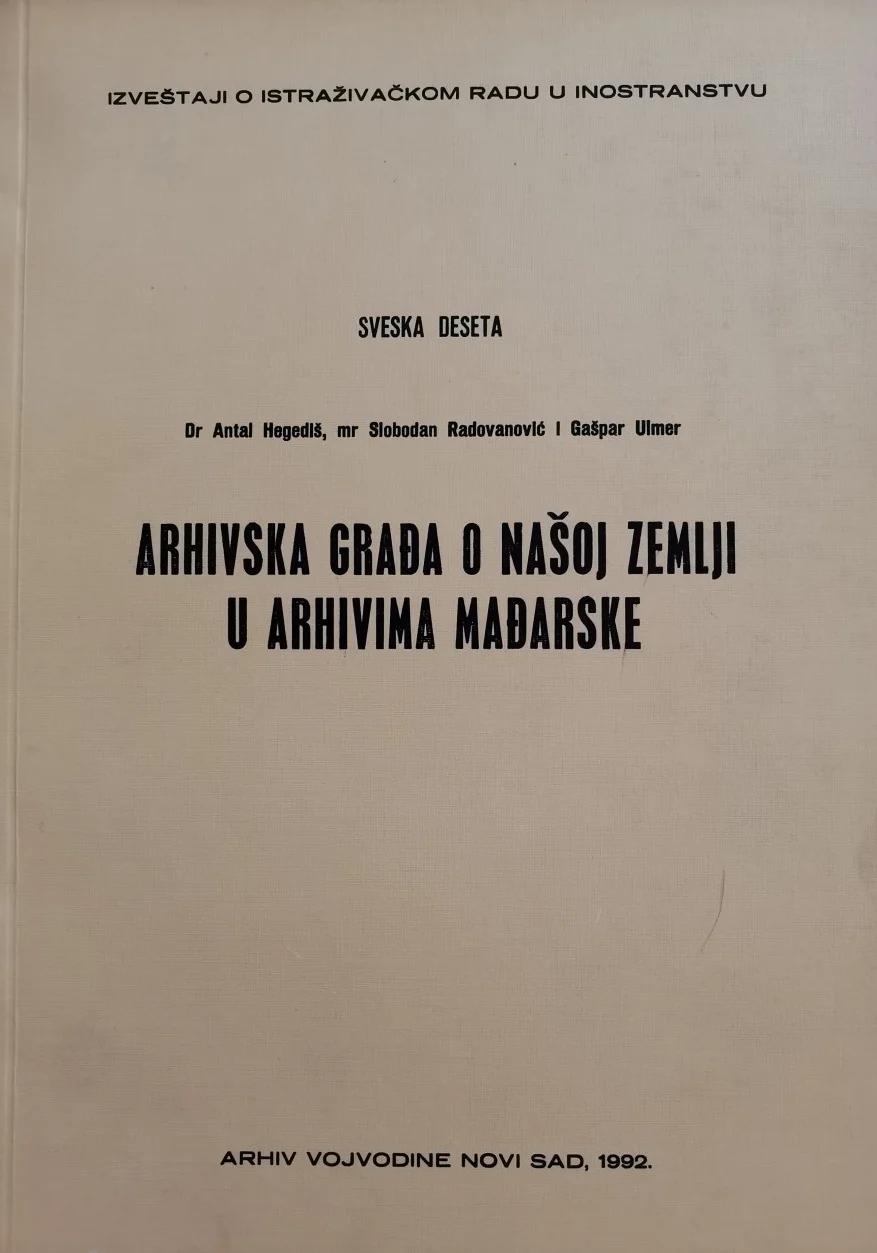 IZVEŠTAJI O ISTRAŽIVAČKOM RADU U INOSTRANSTVU
SVESKA DESETA
Dr Antal Hegediš, mr Slobodan Radovanović i Gašpar Ulmer
ARHIVSKA GRAĐA O NAŠOJ ZEMLJI
U ARHIVIMA MAĐARSKE
ARHIV VOJVODINE NOVI SAD, 1992.